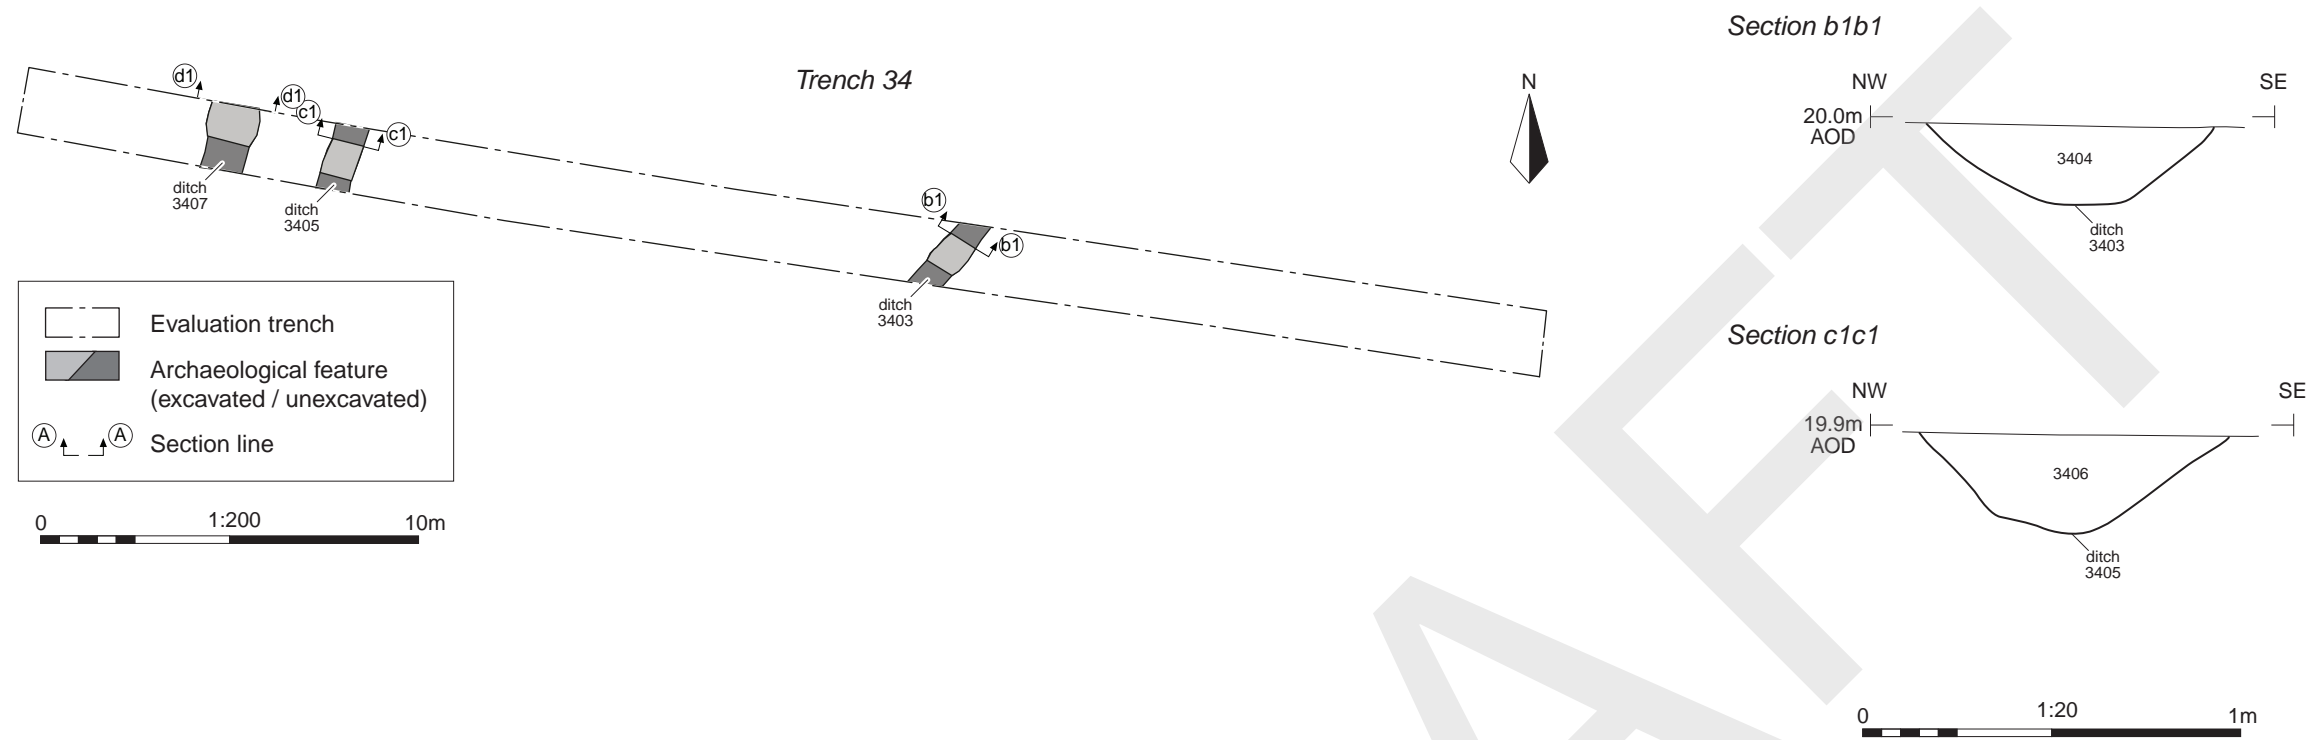 Trench 34
N
d1
d1
c1
c1
b1
b1
ditch
3407
ditch
3405
ditch
3403
Evaluation trench
Archaeological feature
(excavated / unexcavated)
A A Section line
0 1:200 10m
Section b1b1
NW SE
20.0m
AOD
3404
ditch
3403
Section c1c1
NW SE
19.9m
AOD
3406
ditch
3405
0 1:20 1m